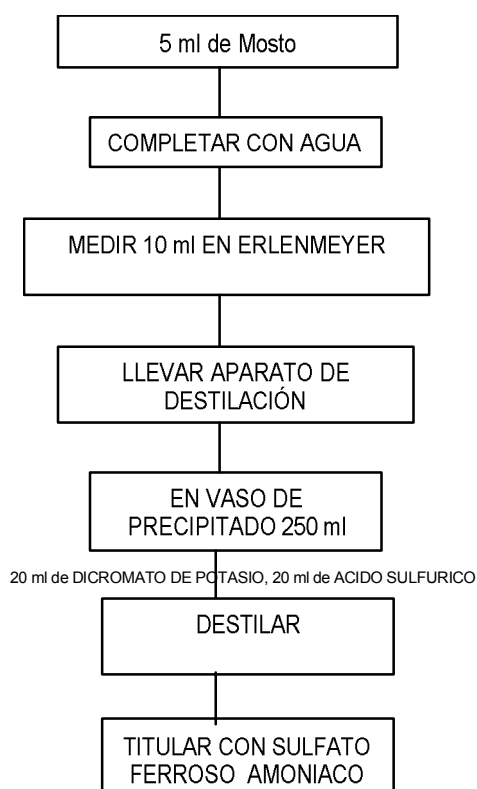 5 ml de Mosto
COMPLETAR CON AGUA
MEDIR 10 ml EN ERLENMEYER
LLEVAR APARATO DE
DESTILACIÓN
EN VASO DE
PRECIPITADO 250 ml
20 ml de DICROMATO DE POTASIO, 20 ml de ACIDO SULFURICO
DESTILAR
TITULAR CON SULFATO
FERROSO AMONIACO